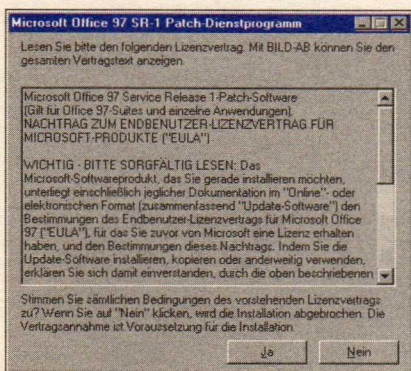 Microsoft Office 97 SR-1 Patch-Dienstprogramm
Lesen Sie bitte den folgenden Lizenzvertrag. Mit BILD-AB können Sie den
gesamten Vertragstext anzeigen.
Microsoft Office 97 Service Release 1-Patch-Software
(Gilt für Office 97-Suites und einzelne Anwendungen).
NACHTRAG ZUM ENDBENUTZER-LIZENZVERTRAG FÜR
MICROSOFT-PRODUKTE ("EULA")
WICHTIG - BITTE SORGFÄLTIG LESEN: Das
Microsoft-Softwareprodukt, das Sie gerade installieren möchten,
unterliegt einschließlich jeglicher Dokumentation im "Online"- oder
elektronischen Format (zusammenfassend "Update-Software") den
Bestimmungen des Endbenutzer-Lizenzvertrags für Microsoft Office
97 ("EULA"), für das Sie zuvor von Microsoft eine Lizenz erhalten
haben, und den Bestimmungen dieses Nachtrags. Indem Sie die
Update-Software installieren, kopieren oder anderweitig verwenden,
erklären Sie sich damit einverstanden, durch die oben beschriebenen
Stimmen Sie sämtlichen Bedingungen des vorstehenden Lizenzvertrags
zu? Wenn Sie auf "Nein" klicken, wird die Installation abgebrochen. Die
Vertragsannahme ist Voraussetzung für die Installation.
Ja
Nein